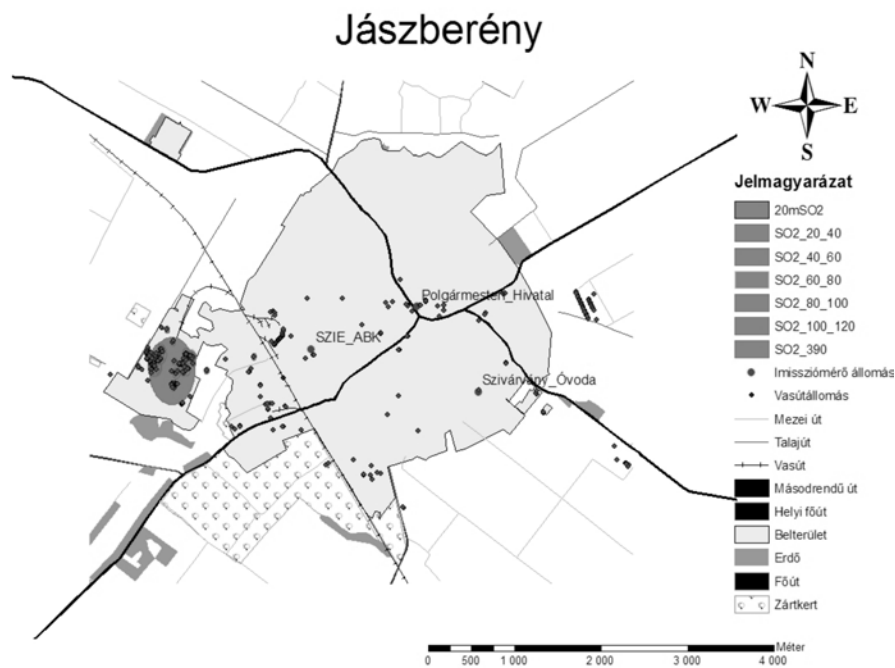 Jászberény
N
W E
S
Jelmagyarázat
20mSO2
SO2_20_40
SO2_40_60
SO2_60_80
SO2_80_100
SO2_100_120
SO2_390
Imisszíómérő állomás
Vasútállomás
Mezei út
Talajút
Vasút
Másodrendű út
Helyi főút
Belterület
Erdő
Főút
Zártkert
Polgármesteri_Hivatal
SZIE_ABK
Szivárvány_Óvoda
Méter
0 500 1 000 2 000 3 000 4 000